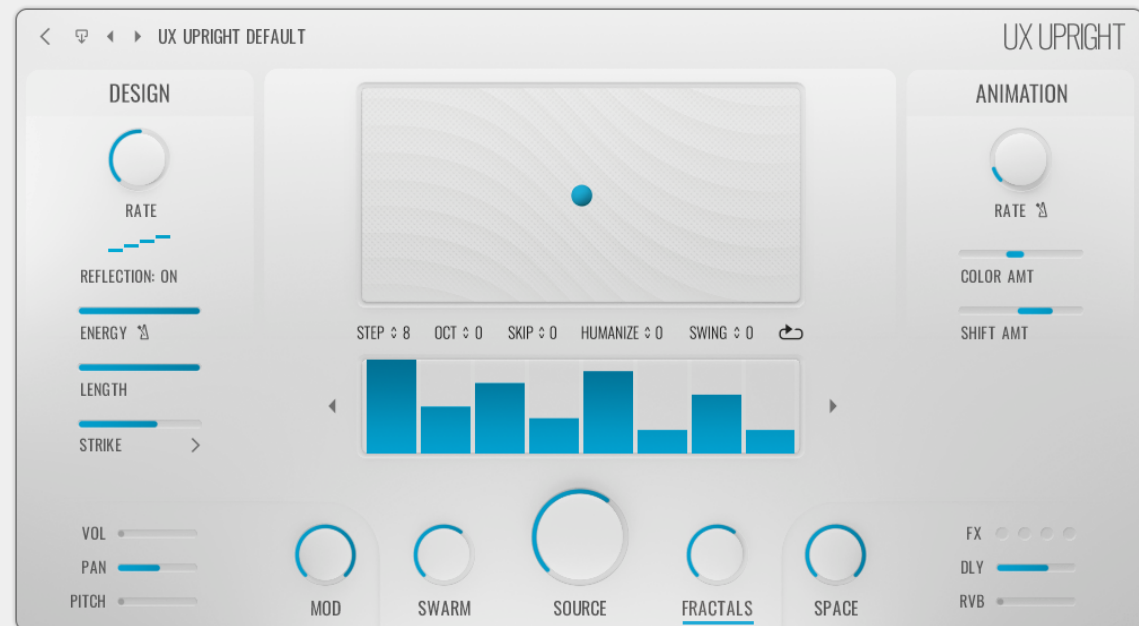 UX UPRIGHT DEFAULT
UX UPRIGHT
DESIGN
RATE
REFLECTION: ON
ENERGY
LENGTH
STRIKE
STEP 8 OCT 0 SKIP 0 HUMANIZE 0 SWING 0
ANIMATION
RATE
COLOR AMT
SHIFT AMT
VOL
PAN
PITCH
MOD SWARM SOURCE FRACTALS SPACE
FX
DLY
RVB